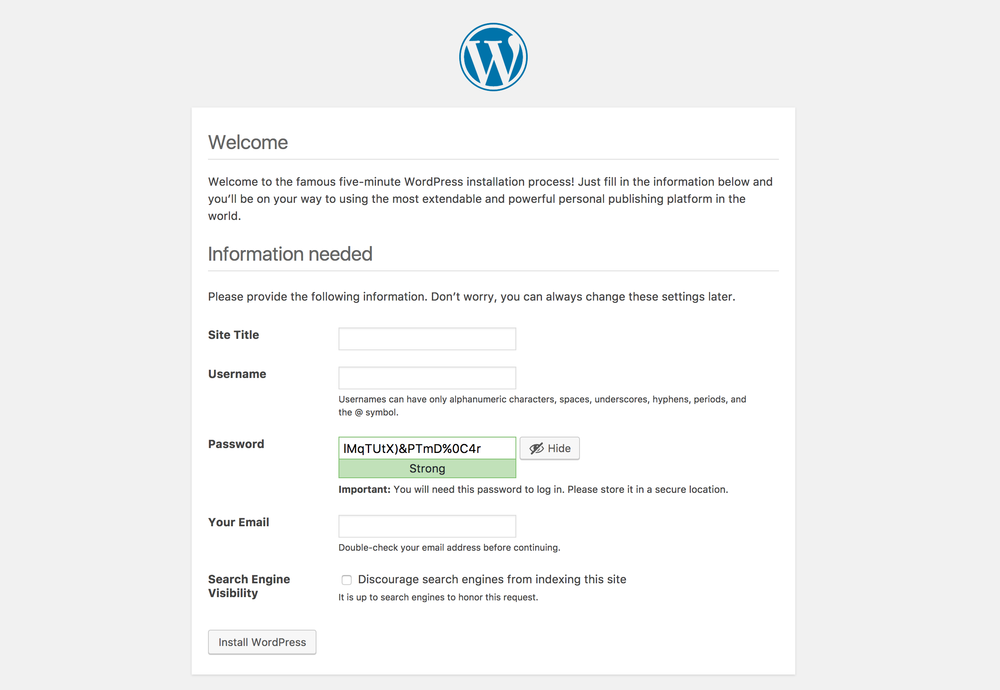 Welcome
Welcome to the famous five-minute WordPress installation process! Just fill in the information below and
you’ll be on your way to using the most extendable and powerful personal publishing platform in the
world.
Information needed
Please provide the following information. Don’t worry, you can always change these settings later.
Site Title
Username
Usernames can have only alphanumeric characters, spaces, underscores, hyphens, periods, and
the @ symbol.
Password
lMqTUtX)&PTmD%0C4r
Hide
Strong
Important: You will need this password to log in. Please store it in a secure location.
Your Email
Double-check your email address before continuing.
Search Engine
Visibility
Discourage search engines from indexing this site
It is up to search engines to honor this request.
Install WordPress